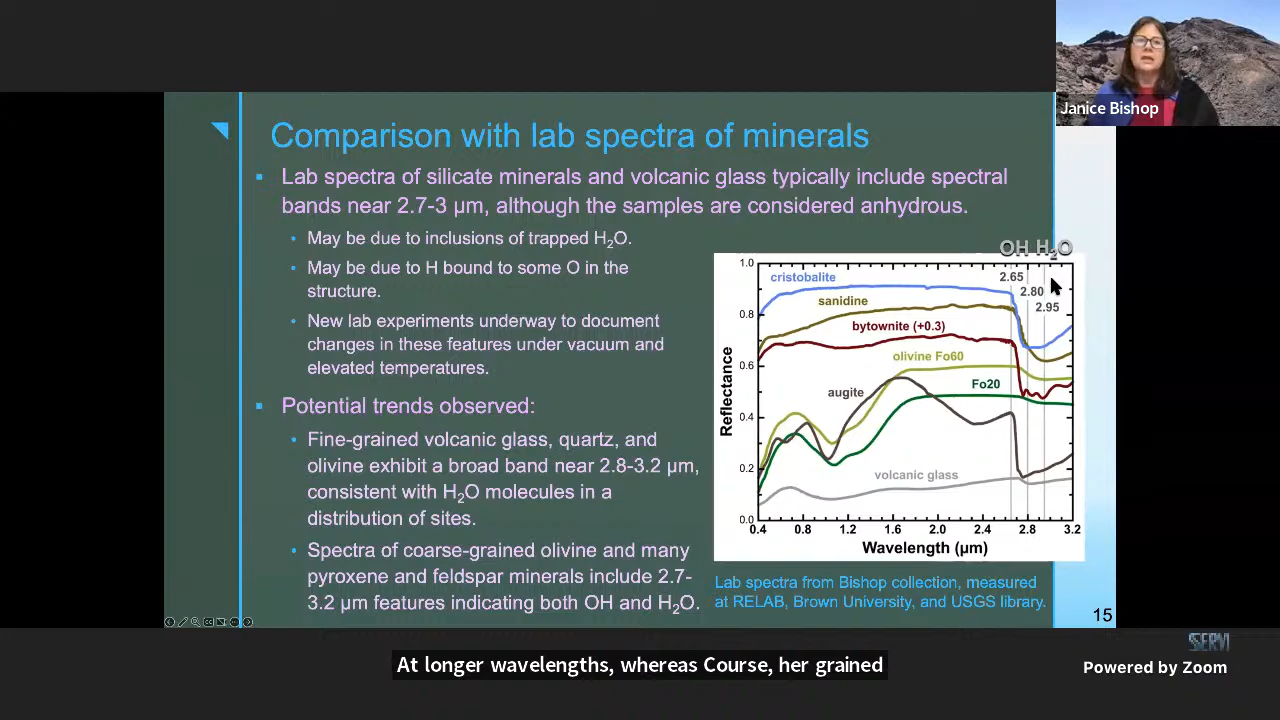 Janice Bishop
Comparison with lab spectra of minerals
▪ Lab spectra of silicate minerals and volcanic glass typically include spectral
bands near 2.7-3 µm, although the samples are considered anhydrous.
• May be due to inclusions of trapped H₂O.
• May be due to H bound to some O in the
structure.
• New lab experiments underway to document
changes in these features under vacuum and
elevated temperatures.
▪ Potential trends observed:
• Fine-grained volcanic glass, quartz, and
olivine exhibit a broad band near 2.8-3.2 µm,
consistent with H₂O molecules in a
distribution of sites.
• Spectra of coarse-grained olivine and many
pyroxene and feldspar minerals include 2.7-
3.2 µm features indicating both OH and H₂O.
OH H₂O
1.0
0.8
0.6
0.4
0.2
0.0
Reflectance
cristobalite
2.65
2.80
2.95
sanidine
bytownite (+0.3)
olivine Fo60
Fo20
augite
volcanic glass
0.4 0.8 1.2 1.6 2.0 2.4 2.8 3.2
Wavelength (µm)
Lab spectra from Bishop collection, measured
at RELAB, Brown University, and USGS library.
15
At longer wavelengths, whereas Course, her grained
Powered by Zoom